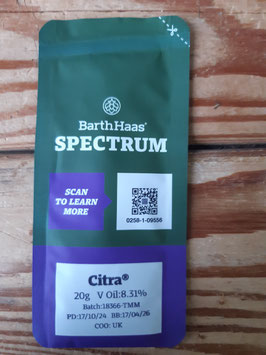 BarthHaas®
SPECTRUM
SCAN
TO LEARN
MORE
0258-1-09556
Citra®
20g V Oil:8.31%
Batch:18366-TMM
PD:17/10/24 BB:17/04/26
COO: UK